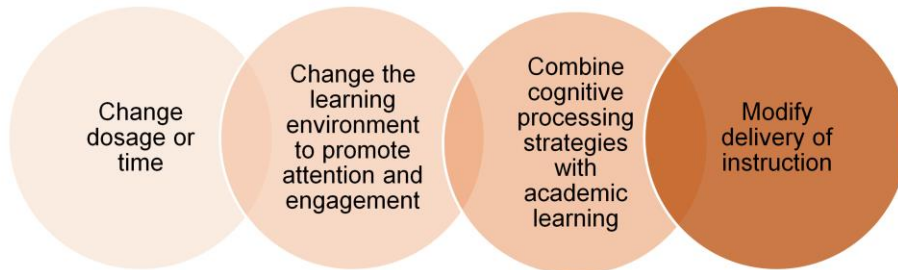 Change
dosage or
time
Change the
learning
environment
to promote
attention and
engagement
Combine
cognitive
processing
strategies
with
academic
learning
Modify
delivery of
instruction